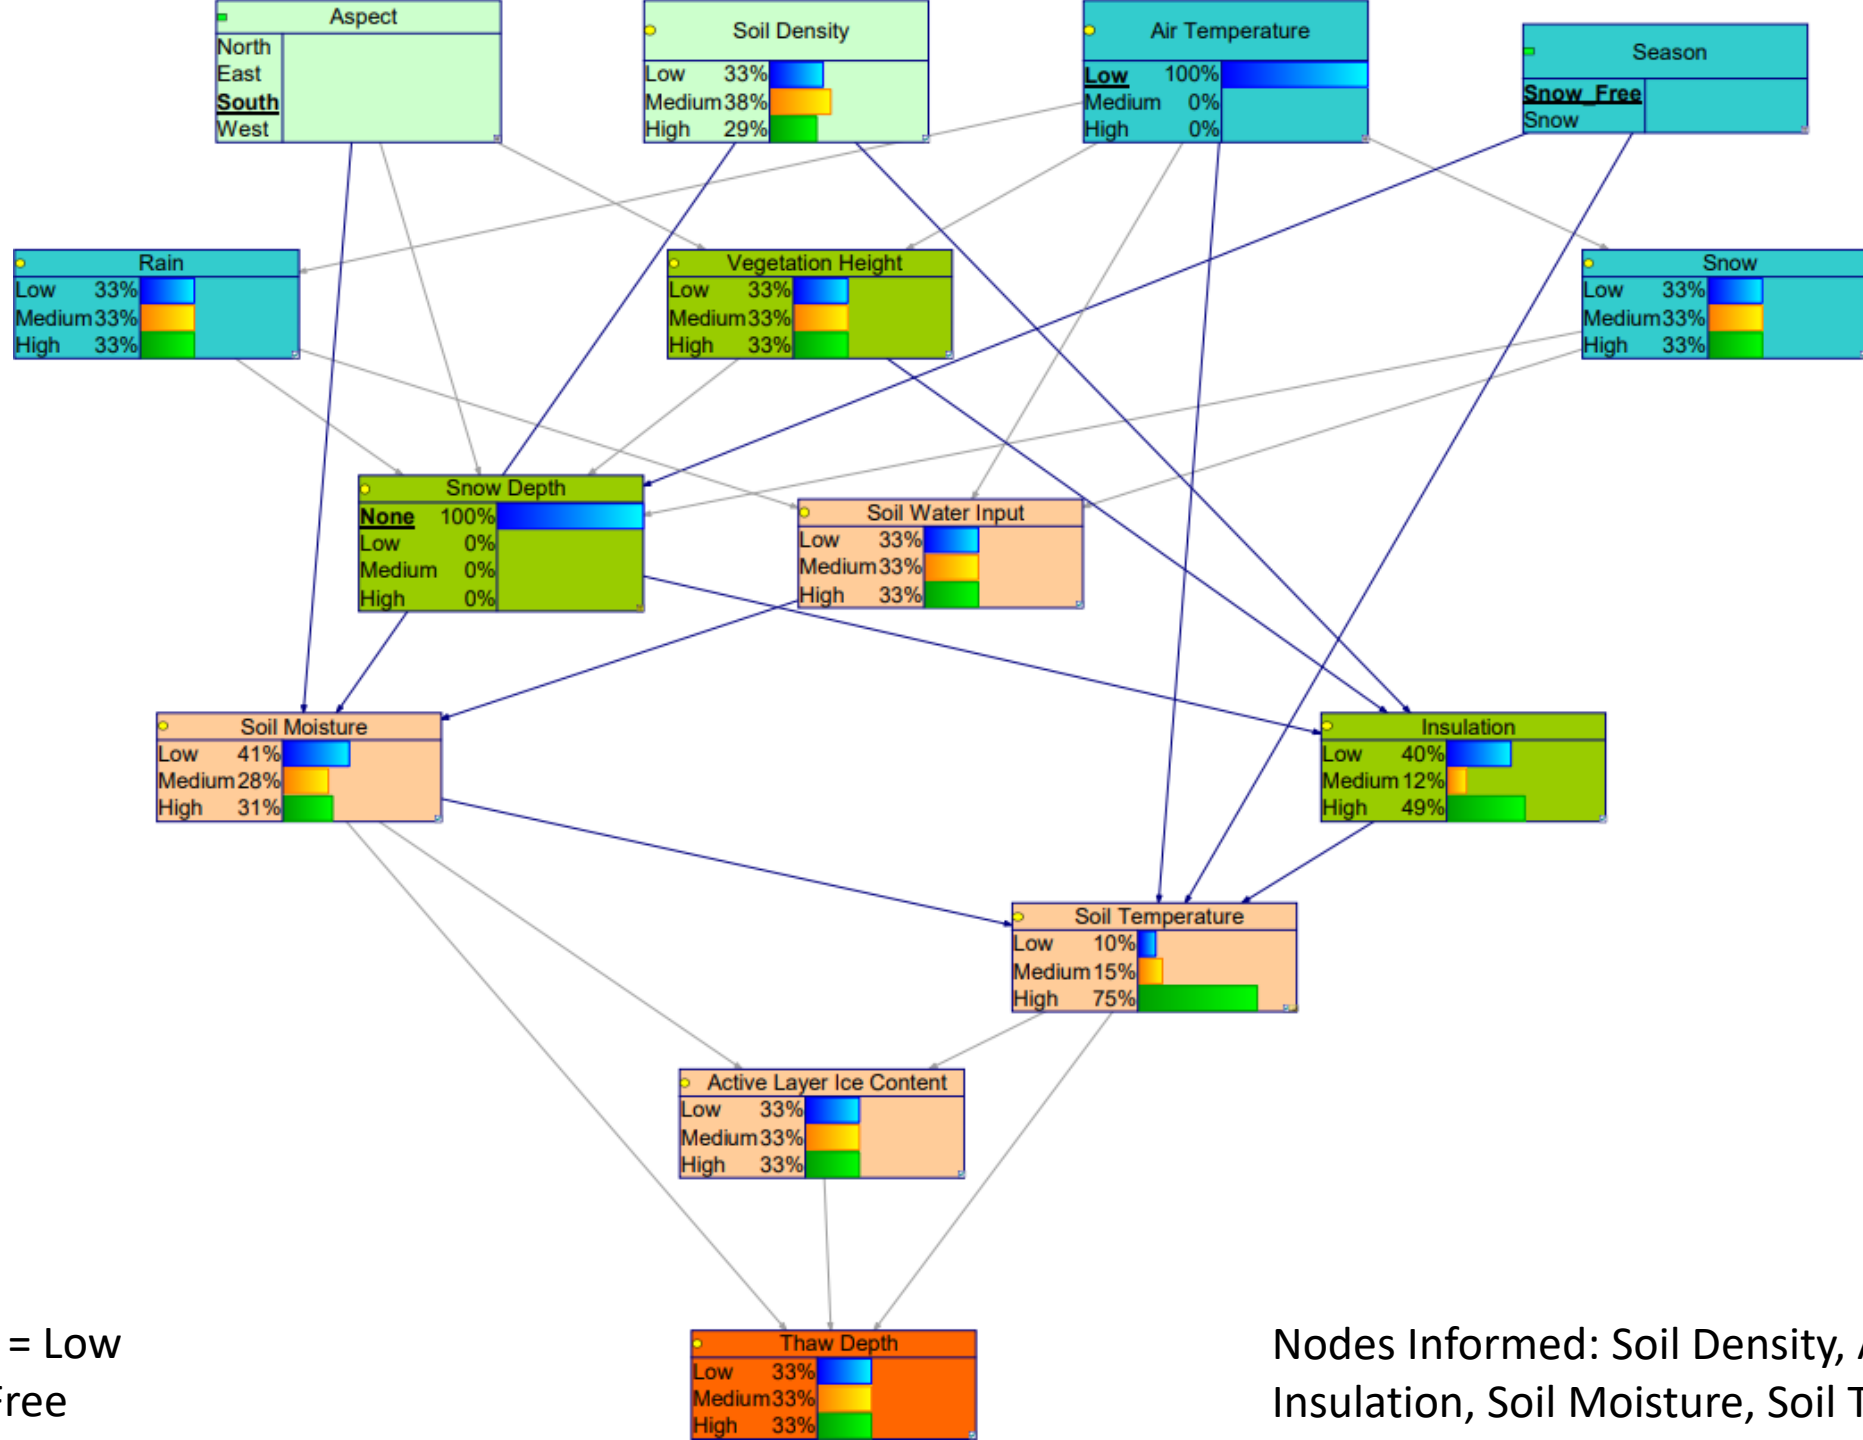 Aspect
North
East
South
West
Soil Density
Low 33%
Medium 38%
High 29%
Air Temperature
Low 100%
Medium 0%
High 0%
Season
Snow_Free
Snow
Rain
Low 33%
Medium 33%
High 33%
Vegetation Height
Low 33%
Medium 33%
High 33%
Snow
Low 33%
Medium 33%
High 33%
Snow Depth
None 100%
Low 0%
Medium 0%
High 0%
Soil Water Input
Low 33%
Medium 33%
High 33%
Soil Moisture
Low 41%
Medium 28%
High 31%
Insulation
Low 40%
Medium 12%
High 49%
Soil Temperature
Low 10%
Medium 15%
High 75%
Active Layer Ice Content
Low 33%
Medium 33%
High 33%
Thaw Depth
Low 33%
Medium 33%
High 33%
= Low
Free
Nodes Informed: Soil Density,
Insulation, Soil Moisture, Soil